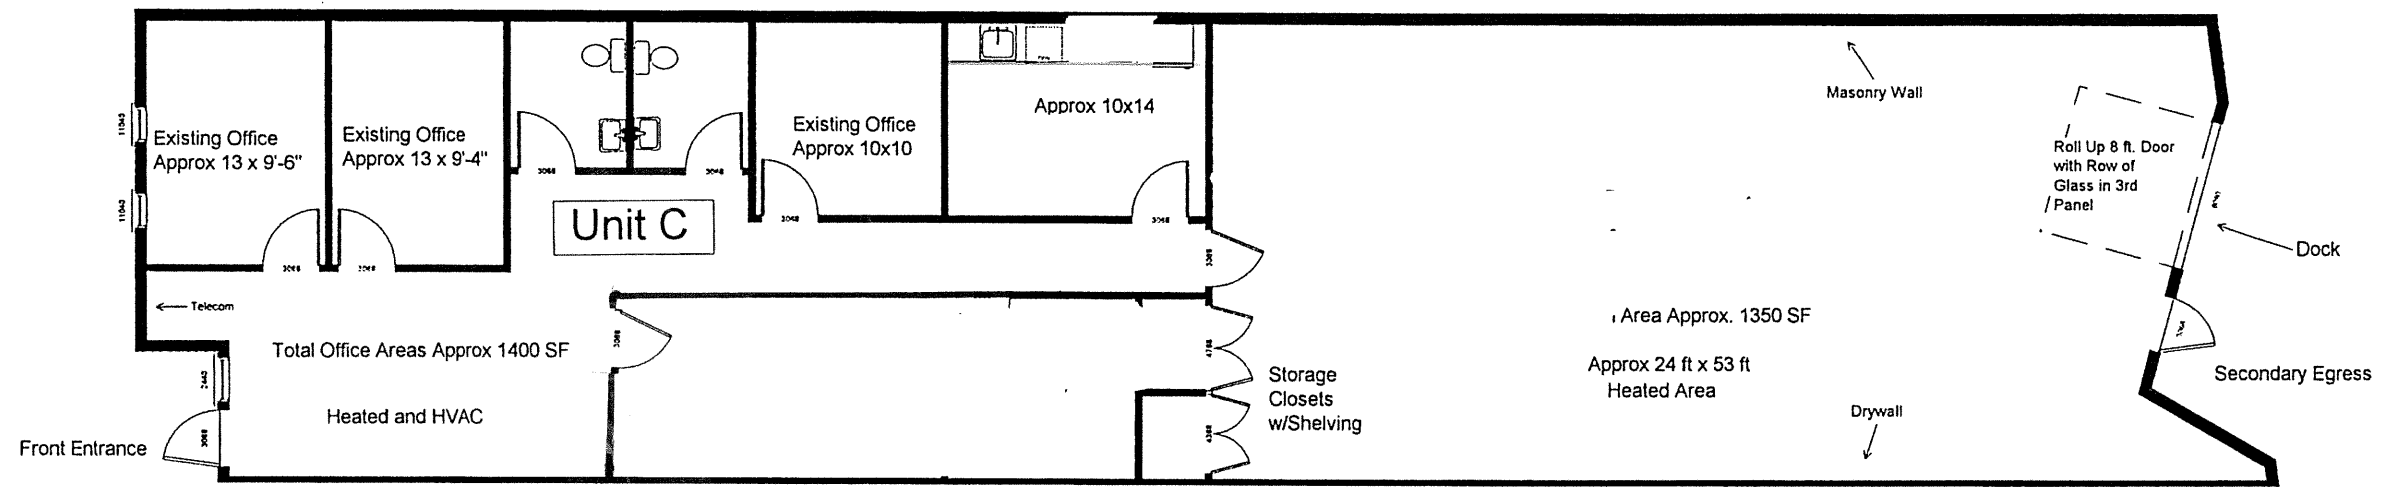 Existing Office
Approx 13 x 9'-6"
Existing Office
Approx 13 x 9'-4"
Existing Office
Approx 10x10
Approx 10x14
Masonry Wall
Roll Up 8 ft. Door
with Row of
Glass in 3rd
Panel
Unit C
Dock
Telecom
Total Office Areas Approx 1400 SF
Heated and HVAC
Front Entrance
Storage
Closets
w/Shelving
Area Approx. 1350 SF
Approx 24 ft x 53 ft
Heated Area
Drywall
Secondary Egress
11043
11043
3068
3068
3068
3068
3068
3068
3068
3068